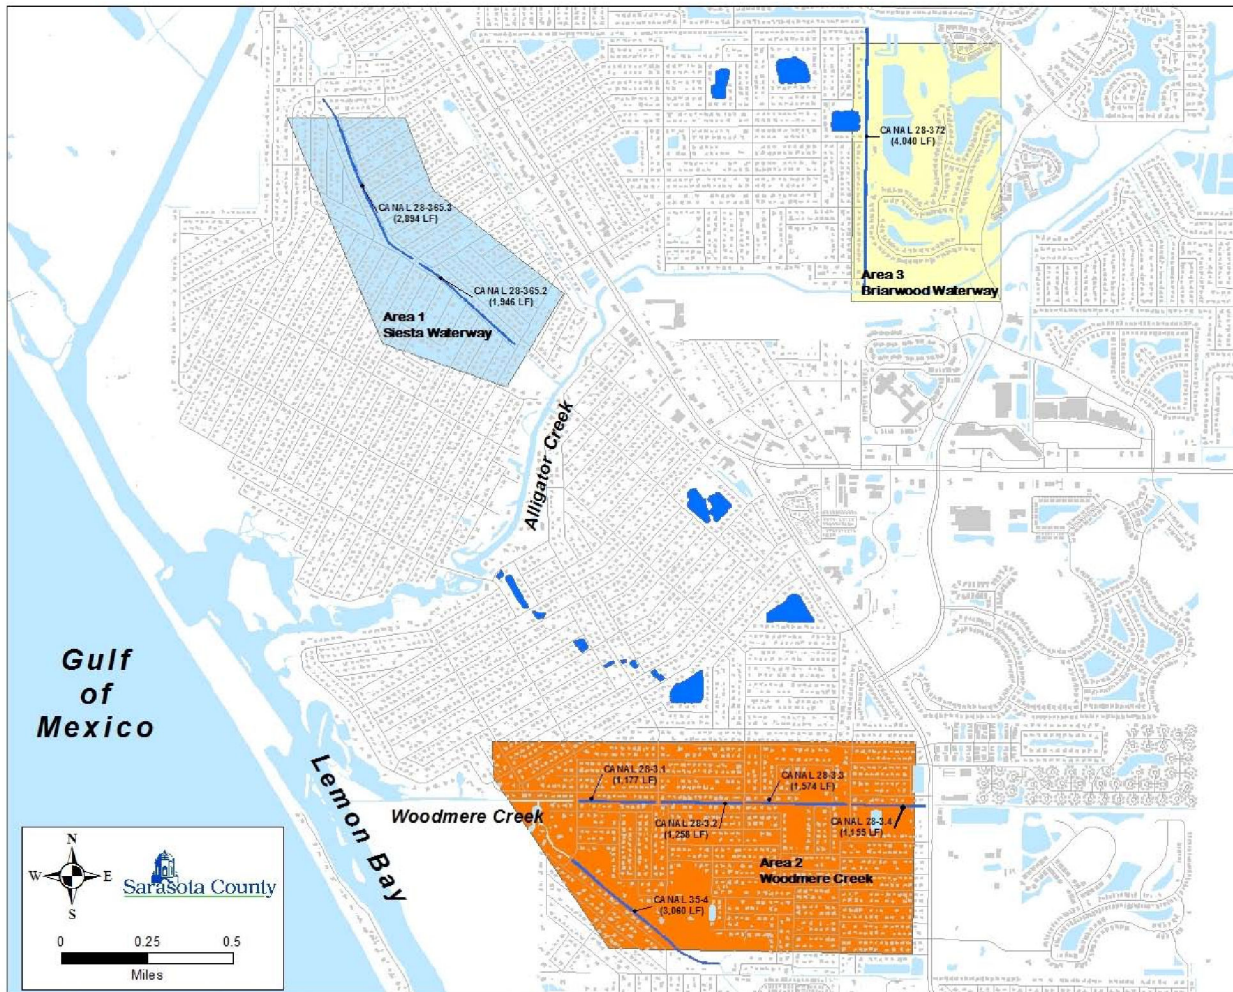 CANAL 28-372
(4,040 LF)
CANAL 28-365.3
(2,894 LF)
Area 3
Briarwood Waterway
CANAL 28-365.2
(1,946 LF)
Area 1
Siesta Waterway
Alligator Creek
Gulf
of
Mexico
Lemon Bay
CANAL 28-3.1
(1,177 LF)
CANAL 28-3.3
(1,574 LF)
Woodmere Creek
CANAL 28-3.2
(1,258 LF)
CANAL 28-3.4
(1,155 LF)
Area 2
Woodmere Creek
CANAL 35-4
(3,060 LF)
N
W
E
S
Sarasota County
0 0.25 0.5
Miles